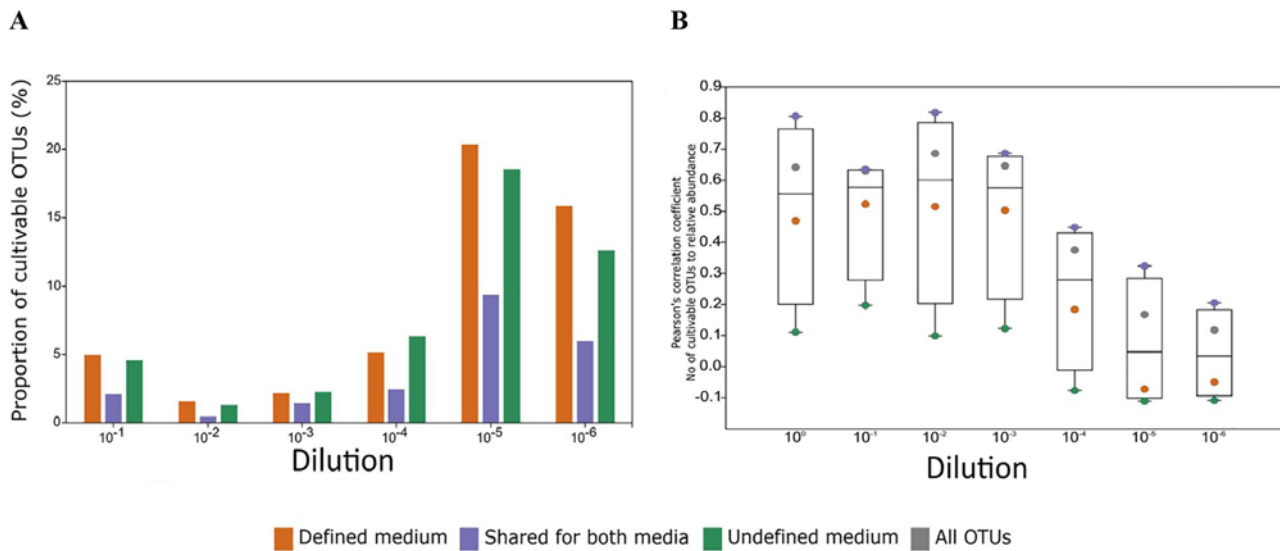 A
B
Proportion of cultivable OTUs (%)
25
20
15
10
5
0
10⁻¹
10⁻²
10⁻³
10⁻⁴
10⁻⁵
10⁻⁶
Dilution
Pearson's correlation coefficient
No of cultivable OTUs to relative abundance
0.9
0.8
0.7
0.6
0.5
0.4
0.3
0.2
0.1
0.0
-0.1
10⁰
10⁻¹
10⁻²
10⁻³
10⁻⁴
10⁻⁵
10⁻⁶
Dilution
Defined medium
Shared for both media
Undefined medium
All OTUs